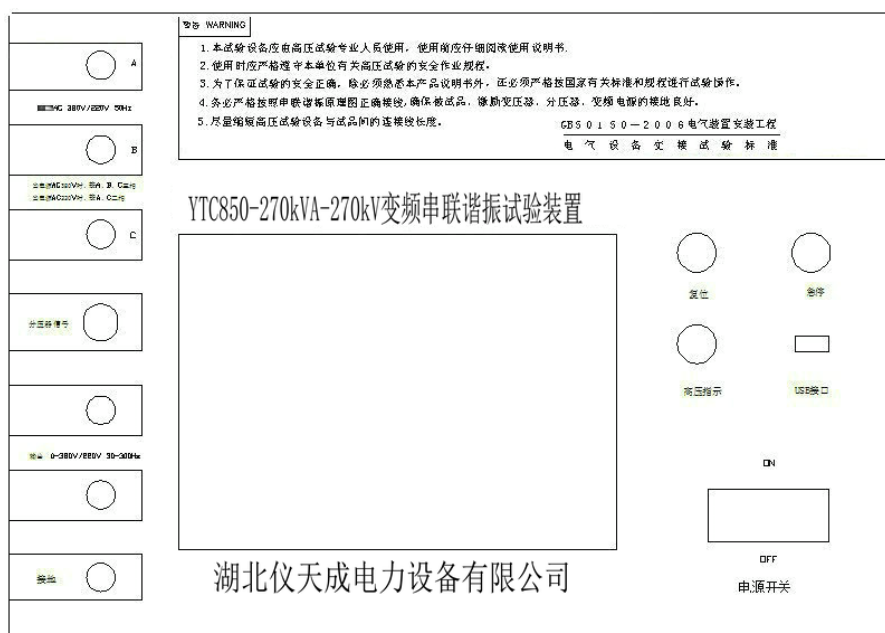 警告 WARNING
1. 本试验设备应由高压试验专业人员使用，使用前应仔细阅读使用说明书.
2. 使用时应严格遵守本单位有关高压试验的安全作业规程。
3. 为了保证试验的安全正确，除必须熟悉本产品说明书外，还必须严格按国家有关标准和规程进行试验操作。
4. 务必严格按照串联谐振原理图正确接线,确保被试品、激励变压器、分压器、变频电源的接地良好。
5. 尽量缩短高压试验设备与试品间的连接线长度。
GB50150-2006电气装置安装工程
电气设备交接试验标准
A
AC 380V/220V 50Hz
B
C
分压器信号
输出 0-380V/220V 30-300Hz
接地
YTC850-270kVA-270kV变频串联谐振试验装置
湖北仪天成电力设备有限公司
复位
急停
高压指示
USB接口
ON
OFF
电源开关